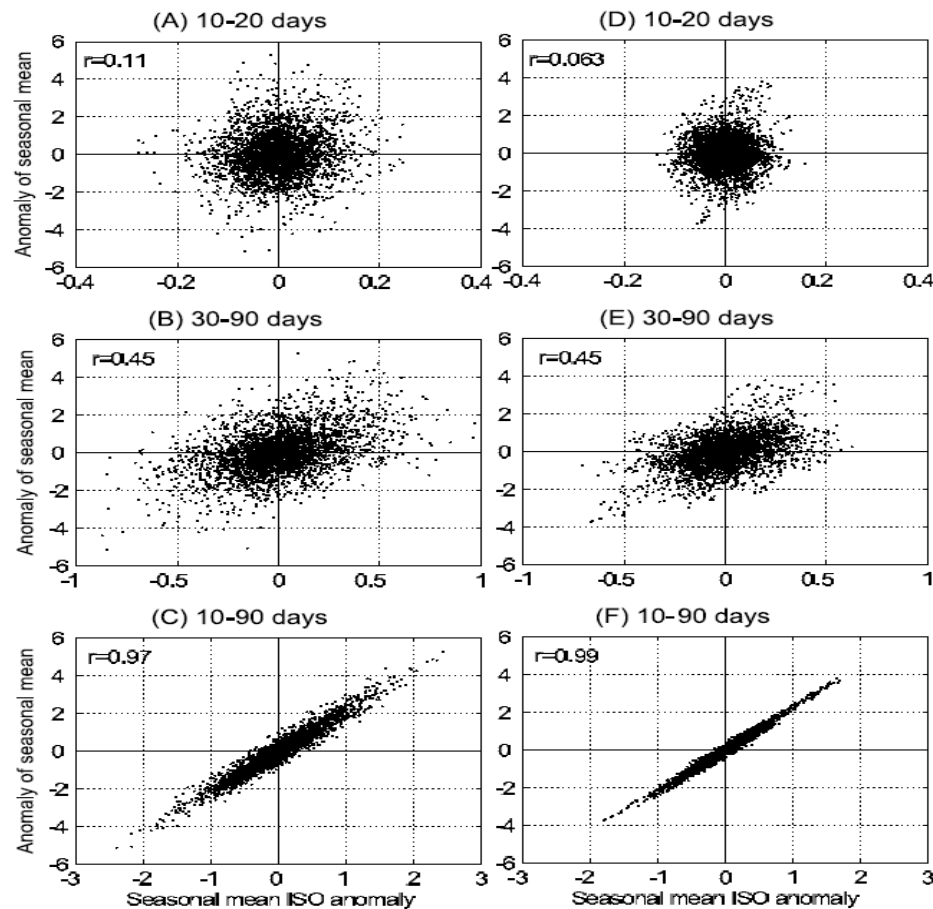 (A) 10-20 days
r=0.11
Anomaly of seasonal mean
6
4
2
0
-2
-4
-6
-0.4 -0.2 0 0.2 0.4
(D) 10-20 days
r=0.063
6
4
2
0
-2
-4
-6
-0.4 -0.2 0 0.2 0.4
(B) 30-90 days
r=0.45
Anomaly of seasonal mean
6
4
2
0
-2
-4
-6
-1 -0.5 0 0.5 1
(E) 30-90 days
r=0.45
6
4
2
0
-2
-4
-6
-1 -0.5 0 0.5 1
(C) 10-90 days
r=0.97
Anomaly of seasonal mean
6
4
2
0
-2
-4
-6
-3 -2 -1 0 1 2 3
Seasonal mean ISO anomaly
(F) 10-90 days
r=0.99
6
4
2
0
-2
-4
-6
-3 -2 -1 0 1 2 3
Seasonal mean ISO anomaly